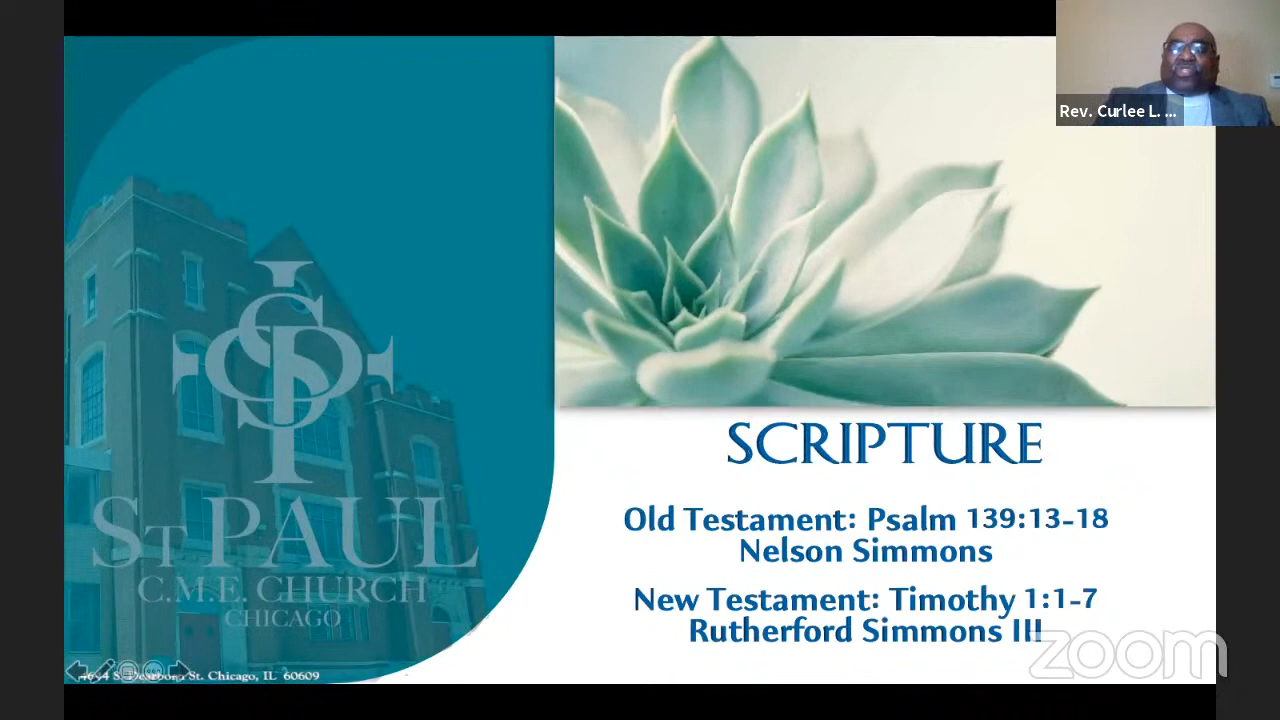 Rev. Curlee L. ...
SCRIPTURE
Old Testament: Psalm 139:13-18
Nelson Simmons
New Testament: Timothy 1:1-7
Rutherford Simmons III
ST PAUL
C.M.E. CHURCH
CHICAGO
St. Chicago, IL 60609
zoom